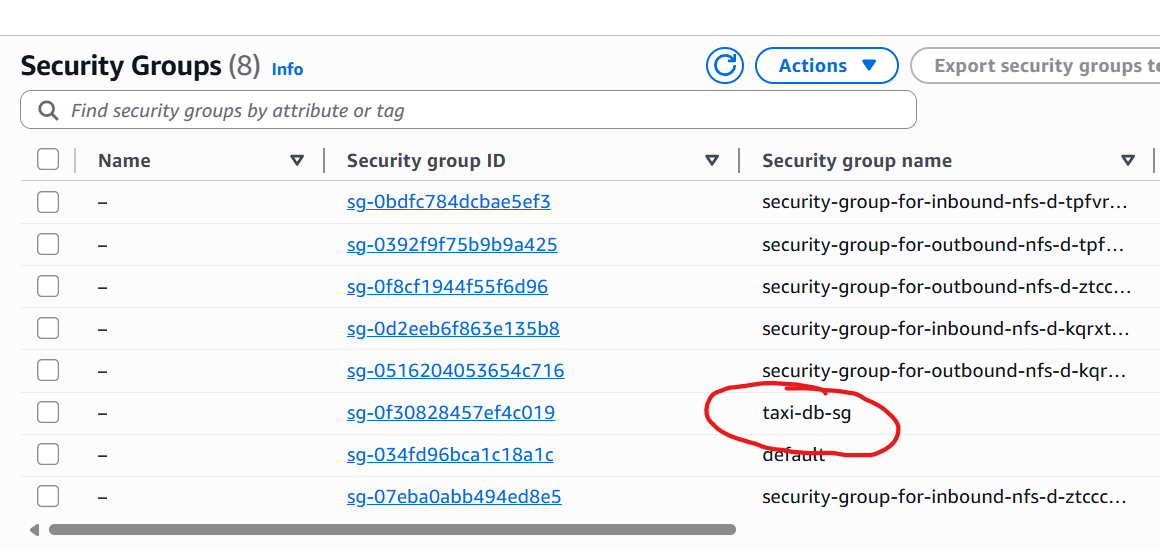 Security Groups (8) Info
Actions
Export security groups to
Find security groups by attribute or tag
Name Security group ID Security group name
– sg-0bdfc784dcbae5ef3 security-group-for-inbound-nfs-d-tpfvr...
– sg-0392f9f75b9b9a425 security-group-for-outbound-nfs-d-tpf...
– sg-0f8cf1944f55f6d96 security-group-for-outbound-nfs-d-ztcc...
– sg-0d2eeb6f863e135b8 security-group-for-inbound-nfs-d-kqrxt...
– sg-0516204053654c716 security-group-for-outbound-nfs-d-kqr...
– sg-0f30828457ef4c019 taxi-db-sg
– sg-034fd96bca1c18a1c default
– sg-07eba0abb494ed8e5 security-group-for-inbound-nfs-d-ztccc...